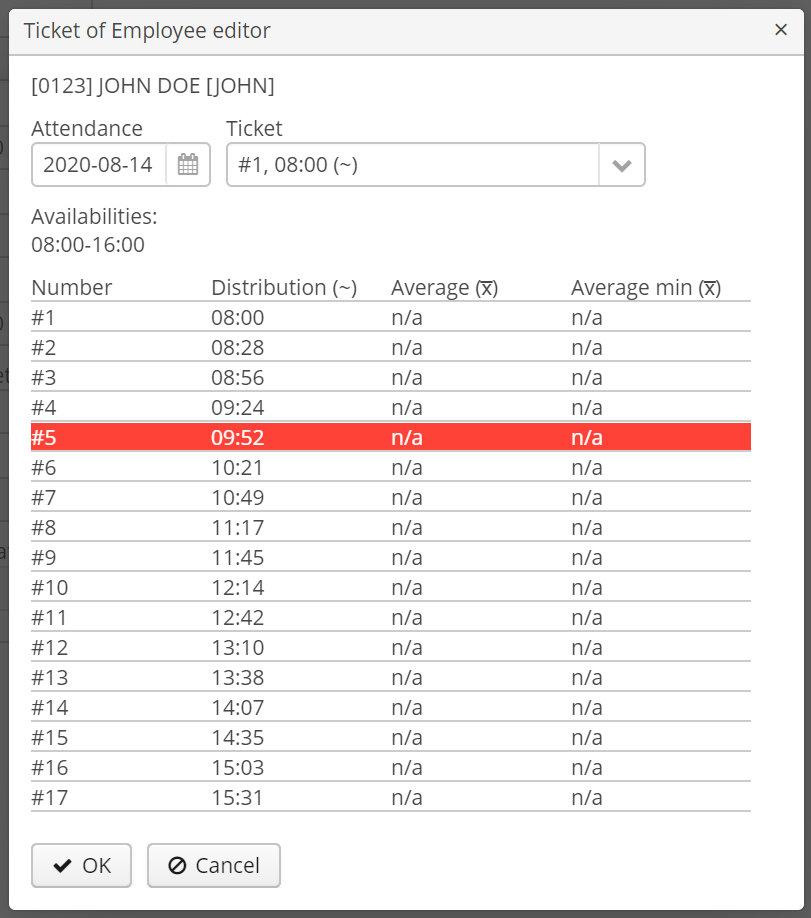 Ticket of Employee editor ×
[0123] JOHN DOE [JOHN]
Attendance Ticket
2020-08-14 #1, 08:00 (~)
Availabilities:
08:00-16:00
Number Distribution (~) Average (x̅) Average min (x̅)
#1 08:00 n/a n/a
#2 08:28 n/a n/a
#3 08:56 n/a n/a
#4 09:24 n/a n/a
#5 09:52 n/a n/a
#6 10:21 n/a n/a
#7 10:49 n/a n/a
#8 11:17 n/a n/a
#9 11:45 n/a n/a
#10 12:14 n/a n/a
#11 12:42 n/a n/a
#12 13:10 n/a n/a
#13 13:38 n/a n/a
#14 14:07 n/a n/a
#15 14:35 n/a n/a
#16 15:03 n/a n/a
#17 15:31 n/a n/a
OK Cancel